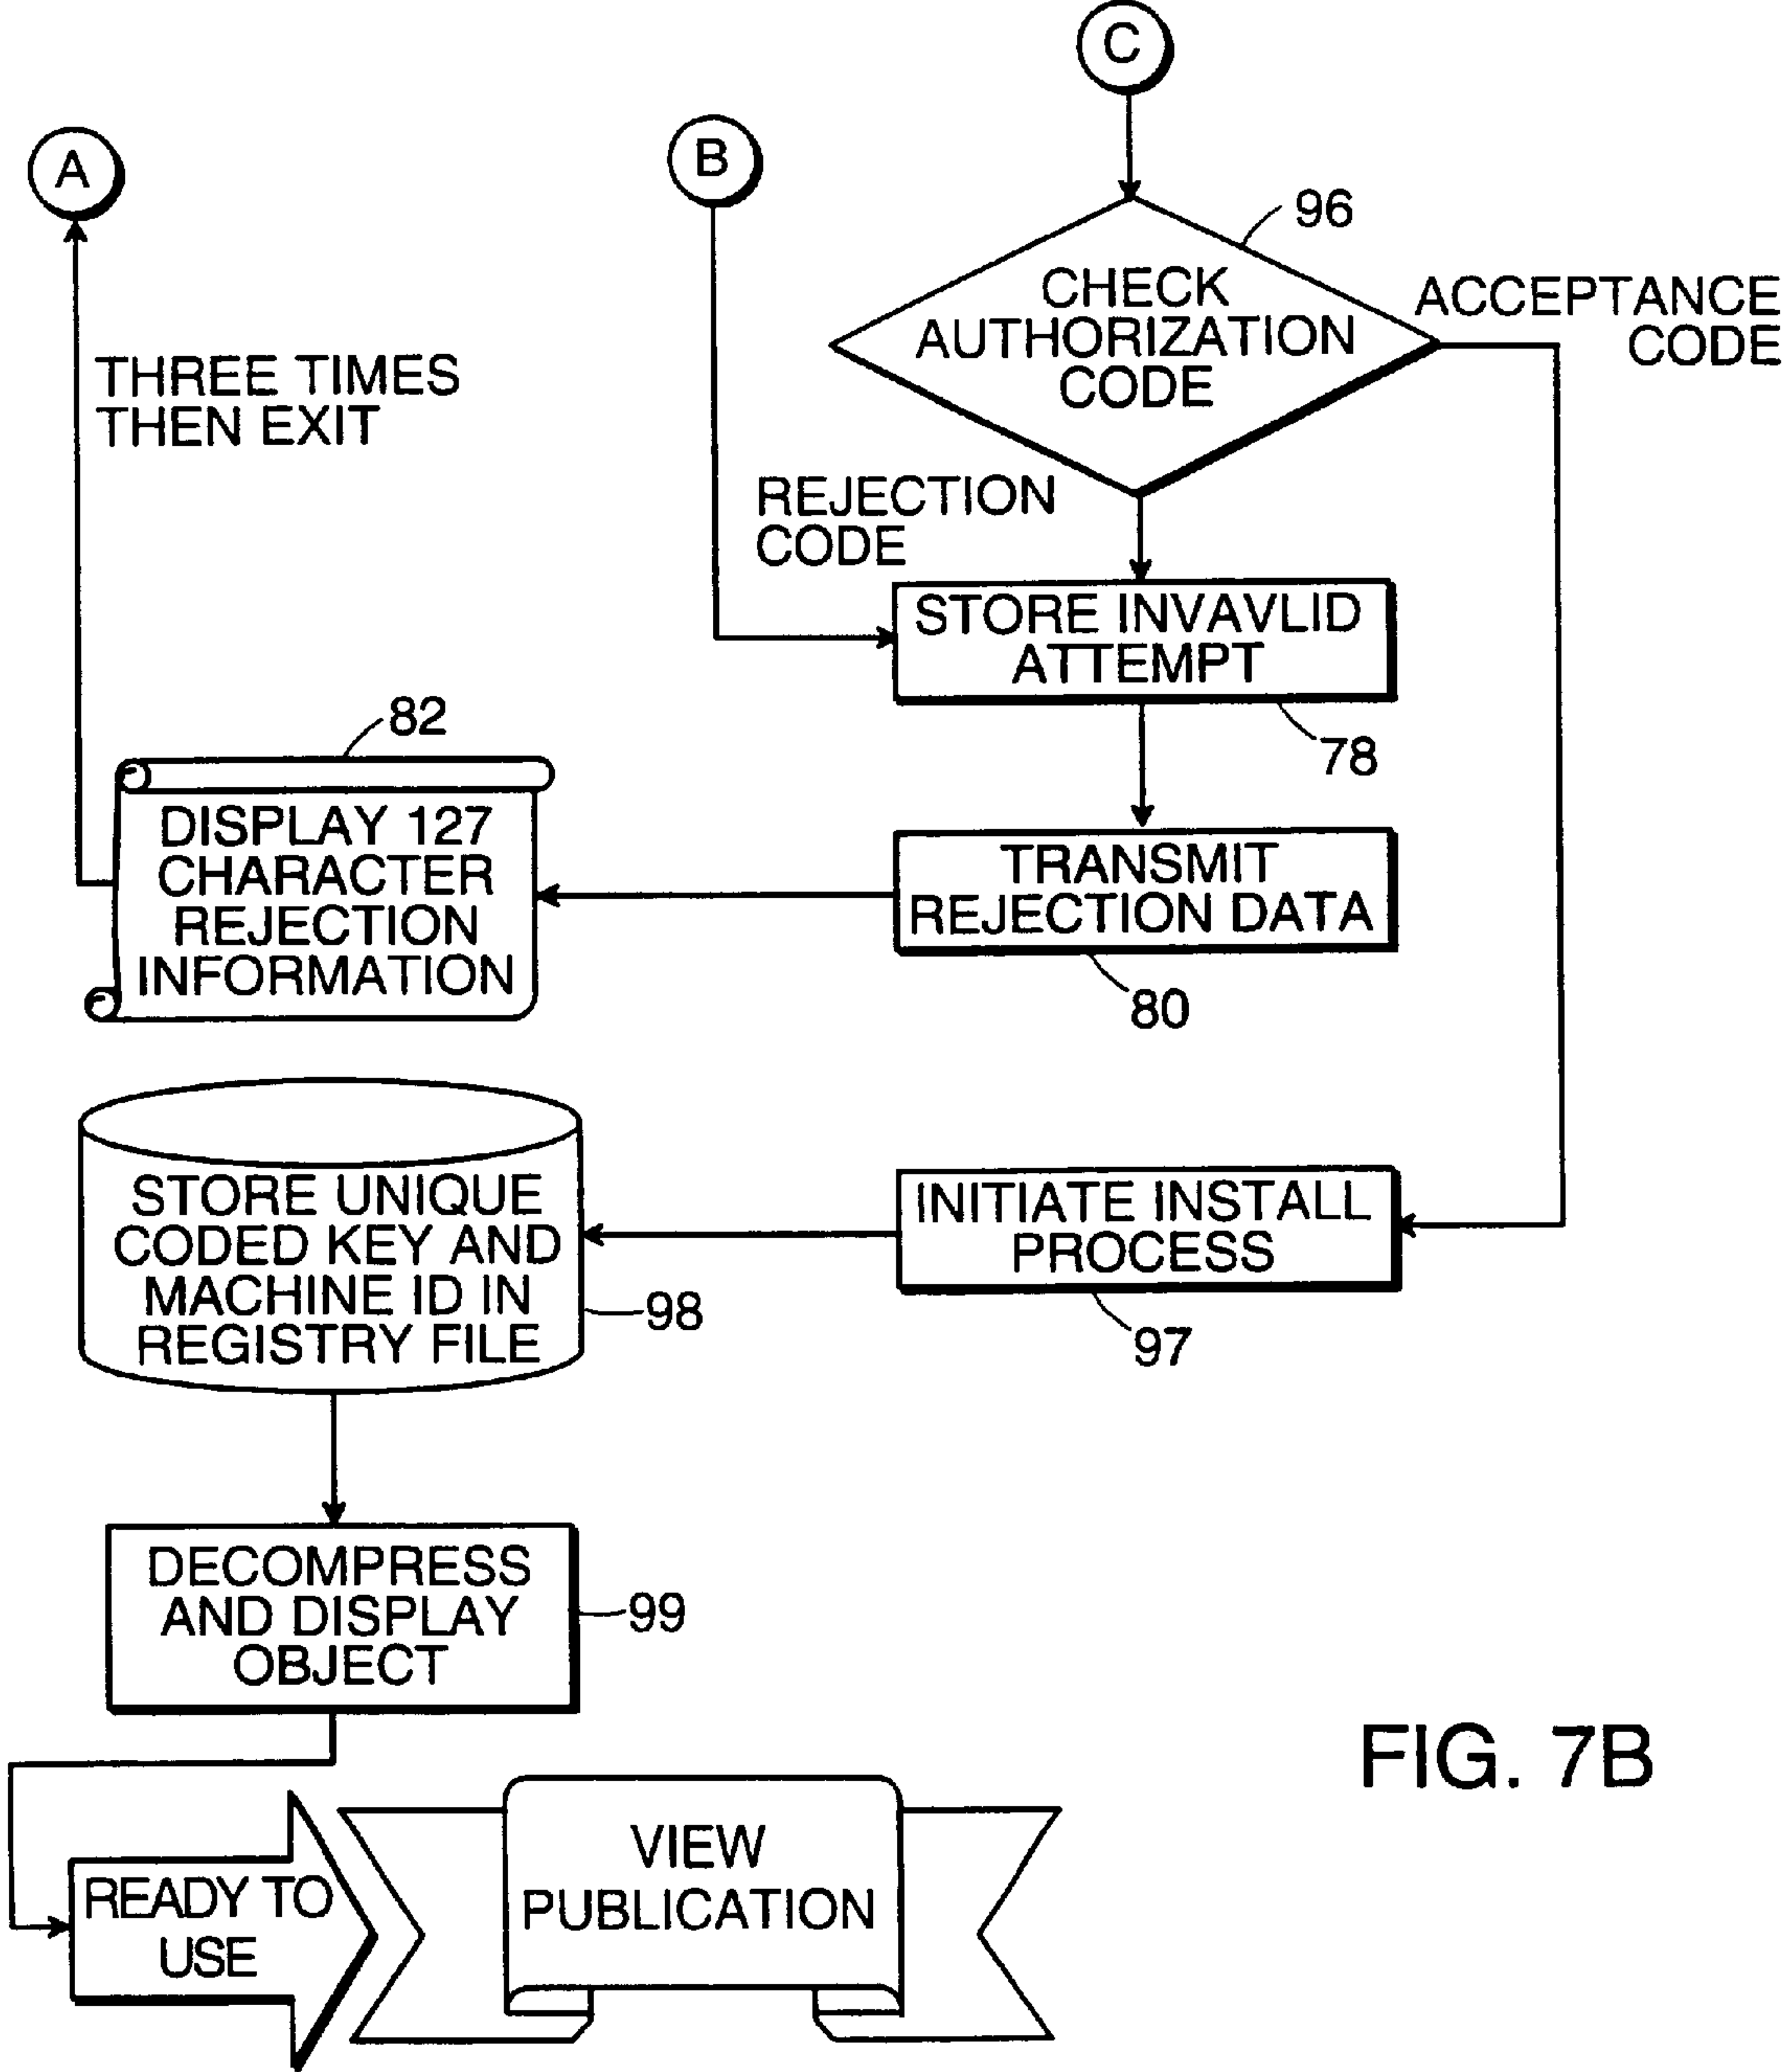 C
A
B
96
CHECK
AUTHORIZATION
CODE
ACCEPTANCE
CODE
THREE TIMES
THEN EXIT
REJECTION
CODE
STORE INVAVLID
ATTEMPT
78
82
DISPLAY 127
CHARACTER
REJECTION
INFORMATION
TRANSMIT
REJECTION DATA
80
STORE UNIQUE
CODED KEY AND
MACHINE ID IN
REGISTRY FILE
98
INITIATE INSTALL
PROCESS
97
DECOMPRESS
AND DISPLAY
OBJECT
99
FIG. 7B
READY TO
USE
VIEW
PUBLICATION